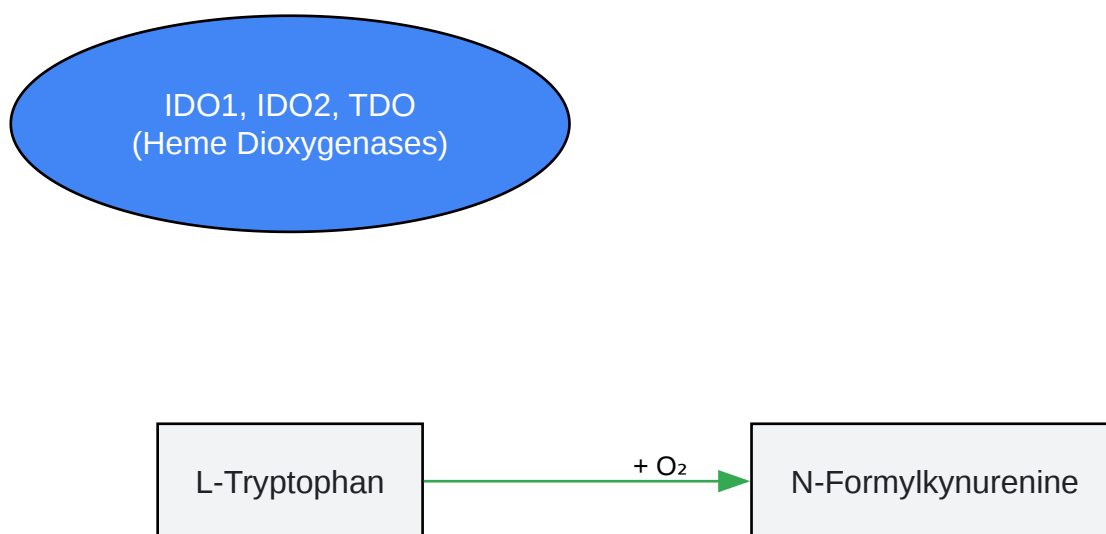 IDO1, IDO2, TDO
(Heme Dioxygenases)
L-Tryptophan
+ O₂
N-Formylkynurenine